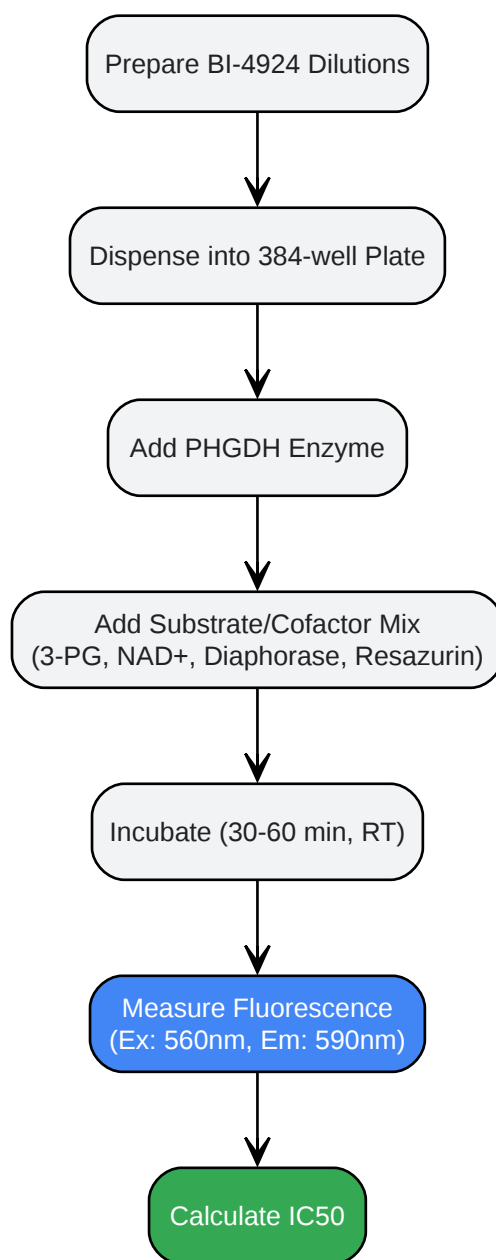 Prepare BI-4924 Dilutions
Dispense into 384-well Plate
Add PHGDH Enzyme
Add Substrate/Cofactor Mix
(3-PG, NAD+, Diaphorase, Resazurin)
Incubate (30-60 min, RT)
Measure Fluorescence
(Ex: 560nm, Em: 590nm)
Calculate IC50